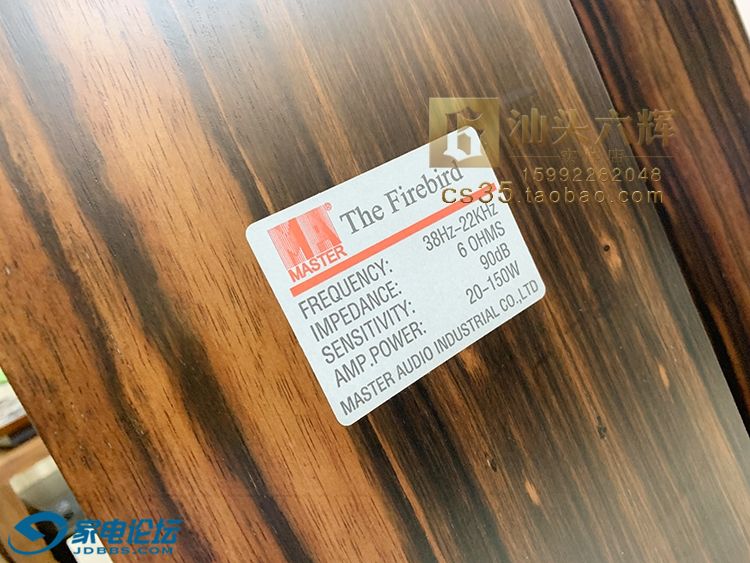 汕头六辉
15992262048
cs35.taobao.com
MA®
MASTER
The Firebird
FREQUENCY: 38Hz-22KHz
IMPEDANCE: 6 OHMS
SENSITIVITY: 90dB
AMP.POWER: 20-150W
MASTER AUDIO INDUSTRIAL CO.,LTD
家电论坛
JDBBS.COM